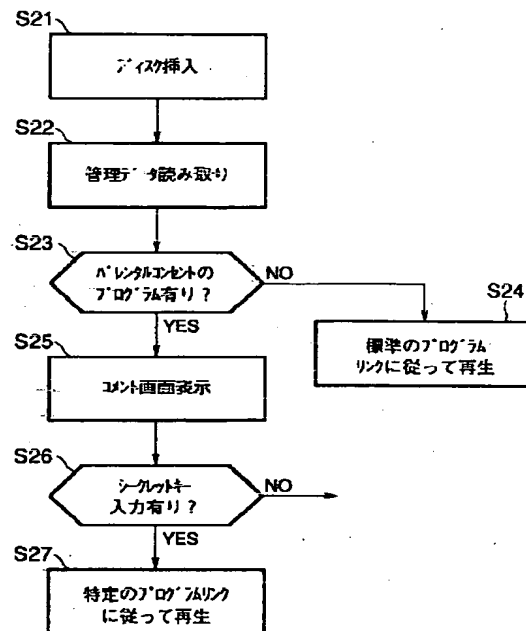 S21
ディスク挿入
S22
管理データ読み取り
S23
パレンタルコンセントの
プログラム有り？
NO
YES
S24
標準のプログラム
リンクに従って再生
S25
コメント画面表示
S26
シークレットキー
入力有り？
NO
YES
S27
特定のプログラムリンク
に従って再生